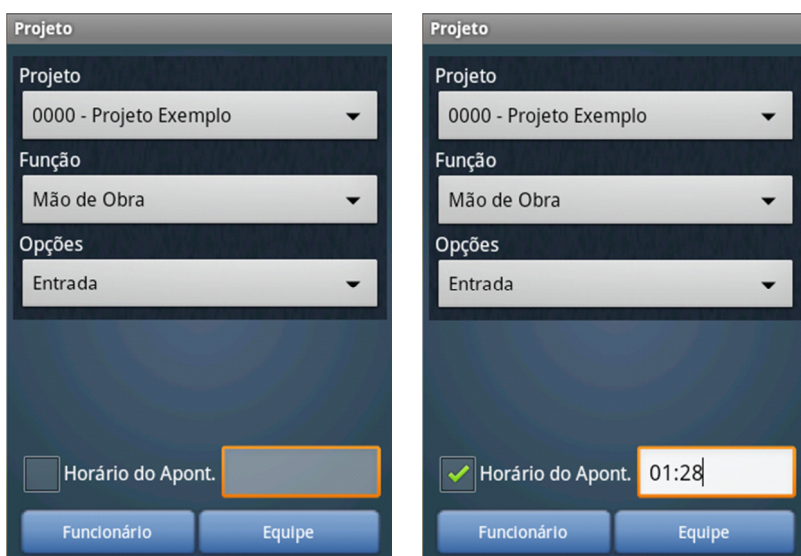 Projeto
Projeto
0000 - Projeto Exemplo
Função
Mão de Obra
Opções
Entrada
Horário do Apont.
Funcionário
Equipe
Projeto
Projeto
0000 - Projeto Exemplo
Função
Mão de Obra
Opções
Entrada
Horário do Apont.
01:28
Funcionário
Equipe